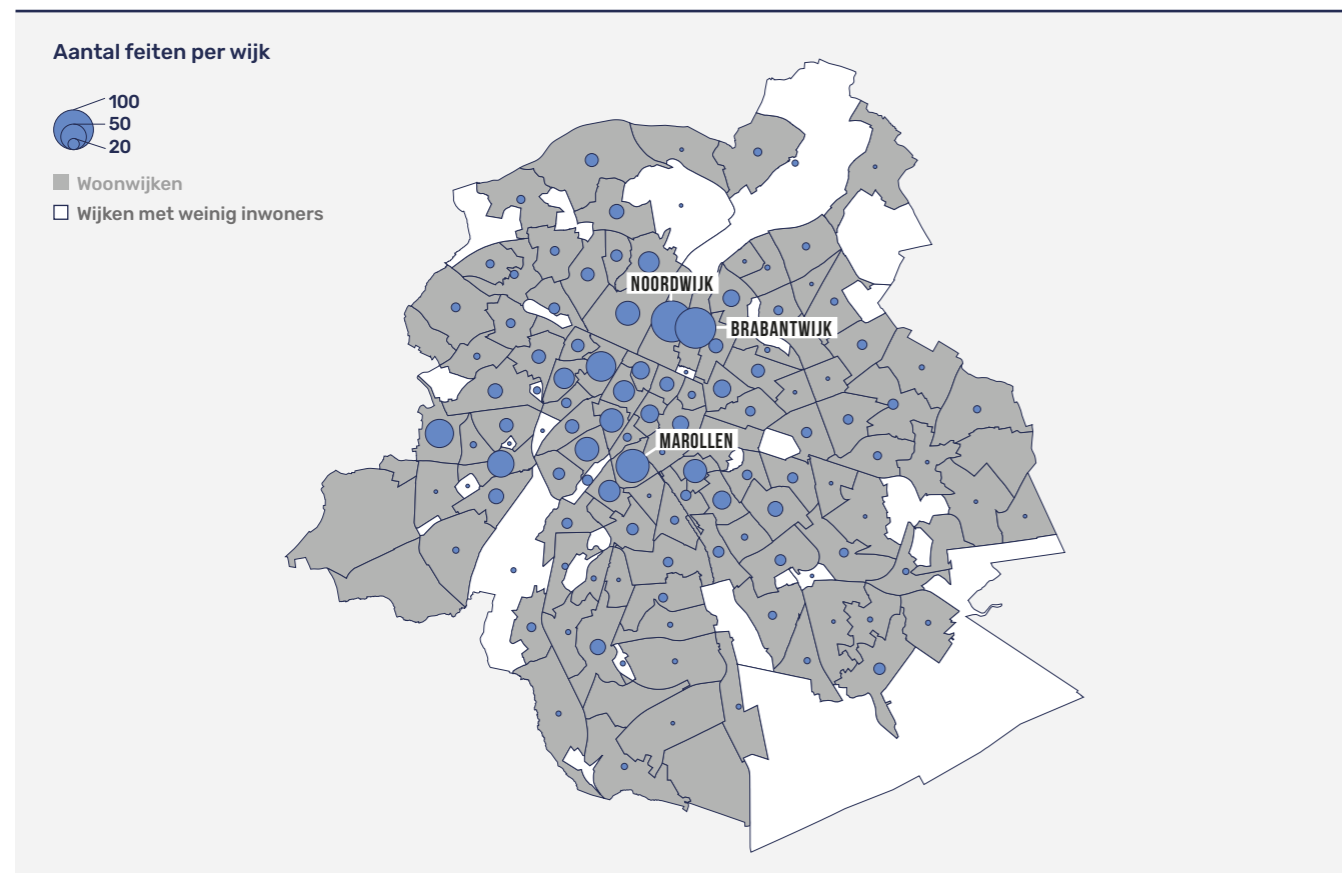 Aantal feiten per wijk
100
50
20
Woonwijken
Wijken met weinig inwoners
NOORDWIJK
BRABANTWIJK
MAROLLEN